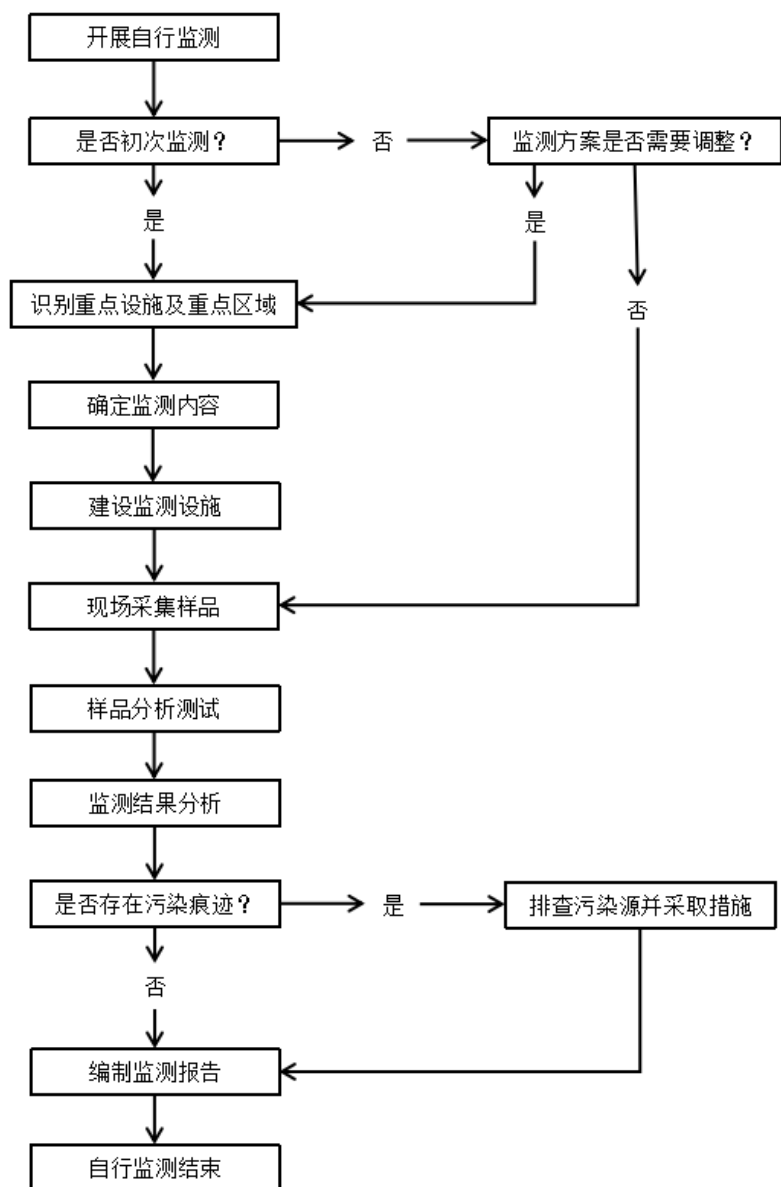 开展自行监测
是否初次监测？
否
监测方案是否需要调整？
是
是
识别重点设施及重点区域
否
确定监测内容
建设监测设施
现场采集样品
样品分析测试
监测结果分析
是否存在污染痕迹？
是
排查污染源并采取措施
否
编制监测报告
自行监测结束